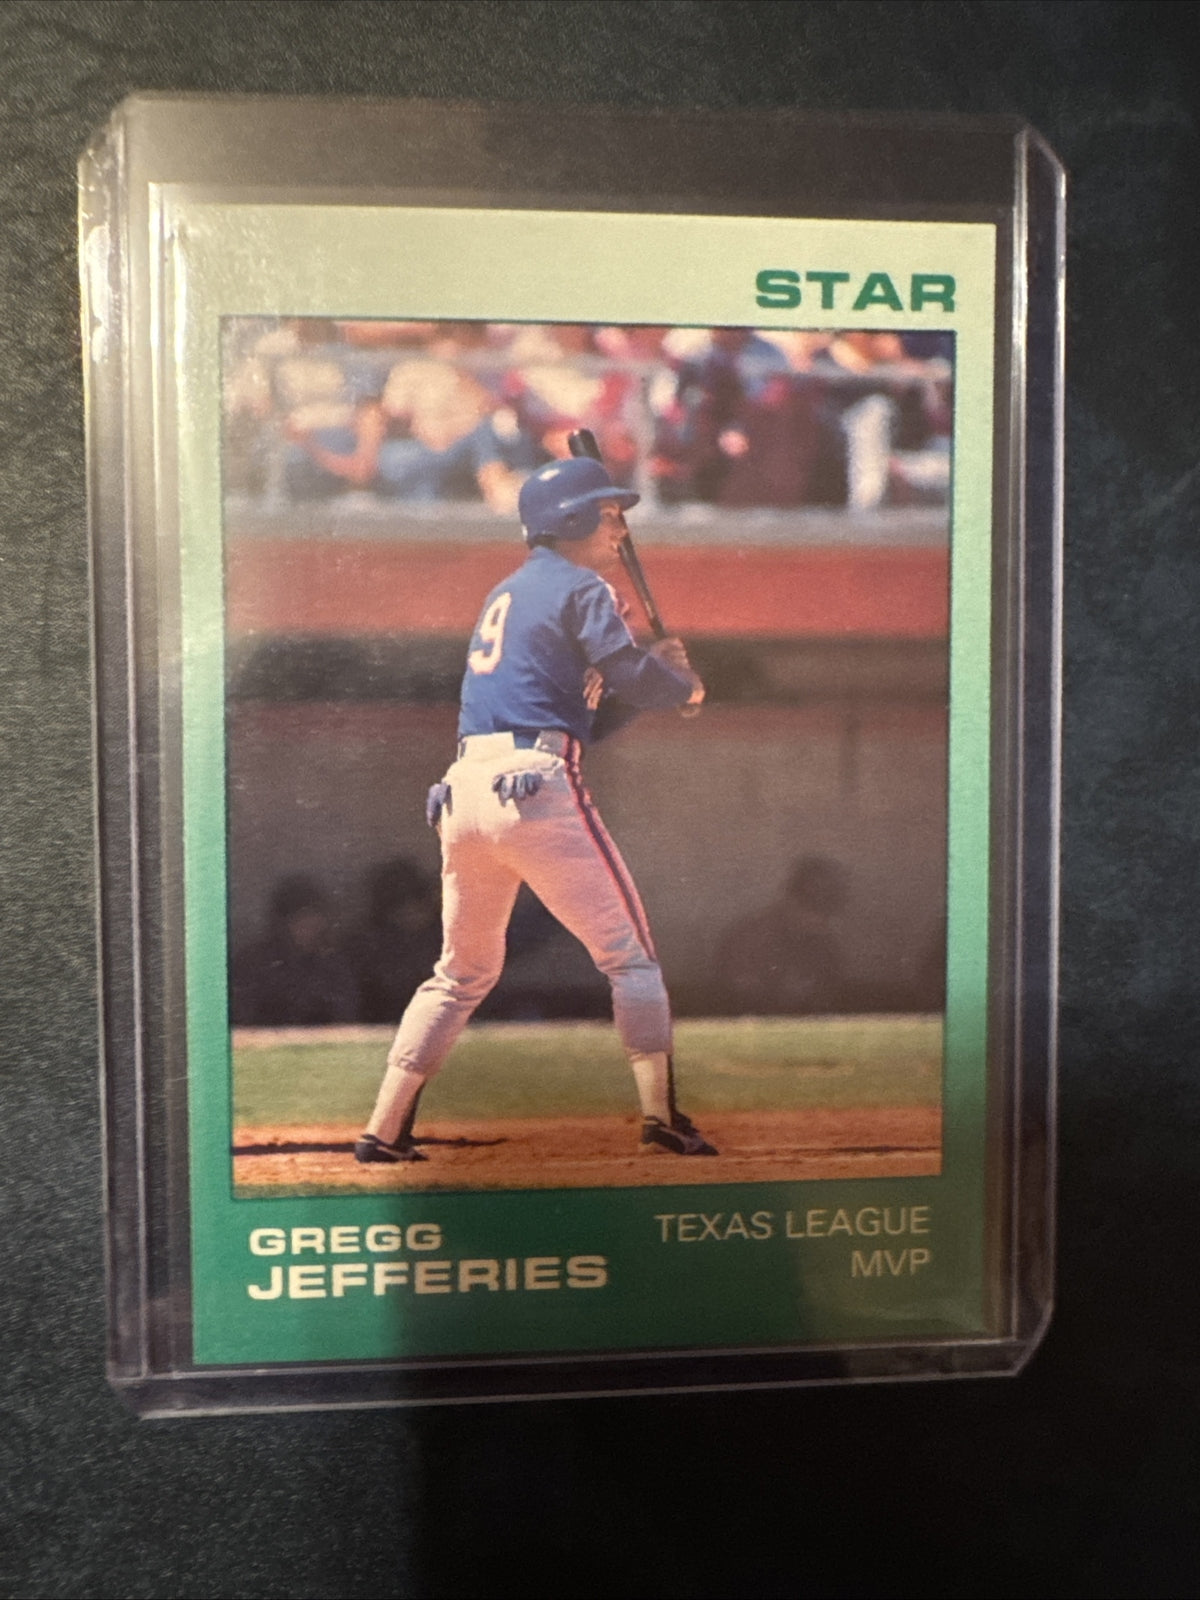 STAR
9
GREGG
JEFFERIES
TEXAS LEAGUE
MVP